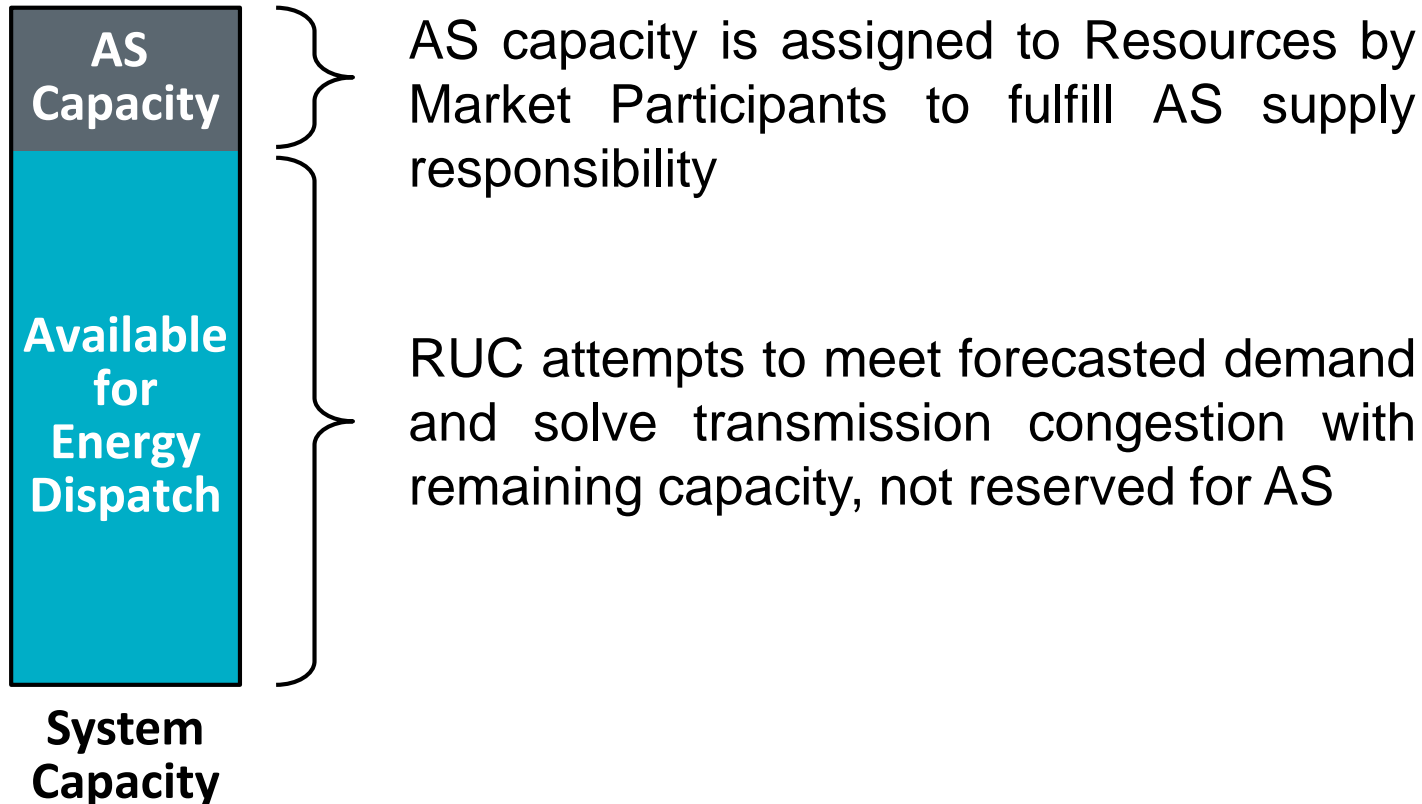 AS
Capacity
AS capacity is assigned to Resources by
Market Participants to fulfill AS supply
responsibility
Available
for
Energy
Dispatch
RUC attempts to meet forecasted demand
and solve transmission congestion with
remaining capacity, not reserved for AS
System
Capacity